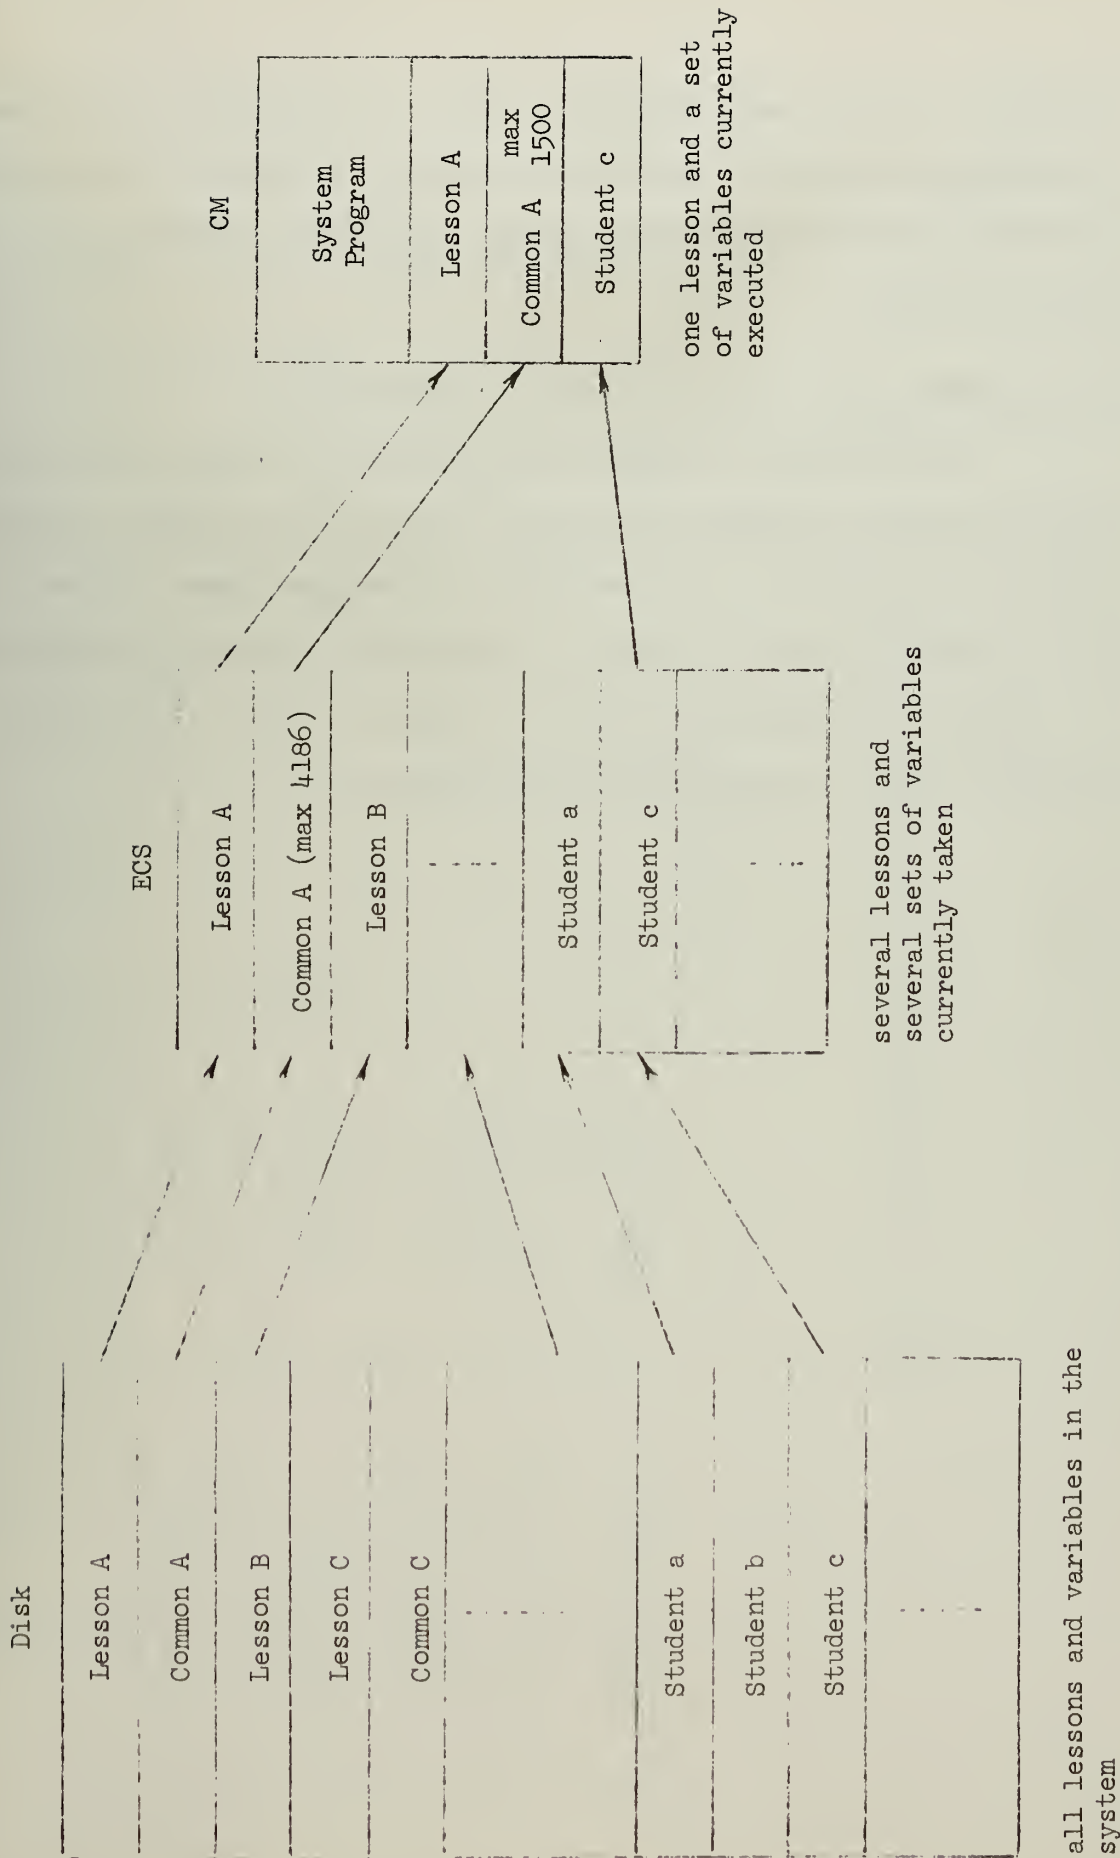 Disk
Lesson A
Common A
Lesson B
Lesson C
Common C
Student a
Student b
Student c
all lessons and variables in the
system
ECS
Lesson A
Common A (max 4186)
Lesson B
Student a
Student c
several lessons and
several sets of variables
currently taken
CM
System
Program
Lesson A
max
Common A 1500
Student c
one lesson and a set
of variables currently
executed